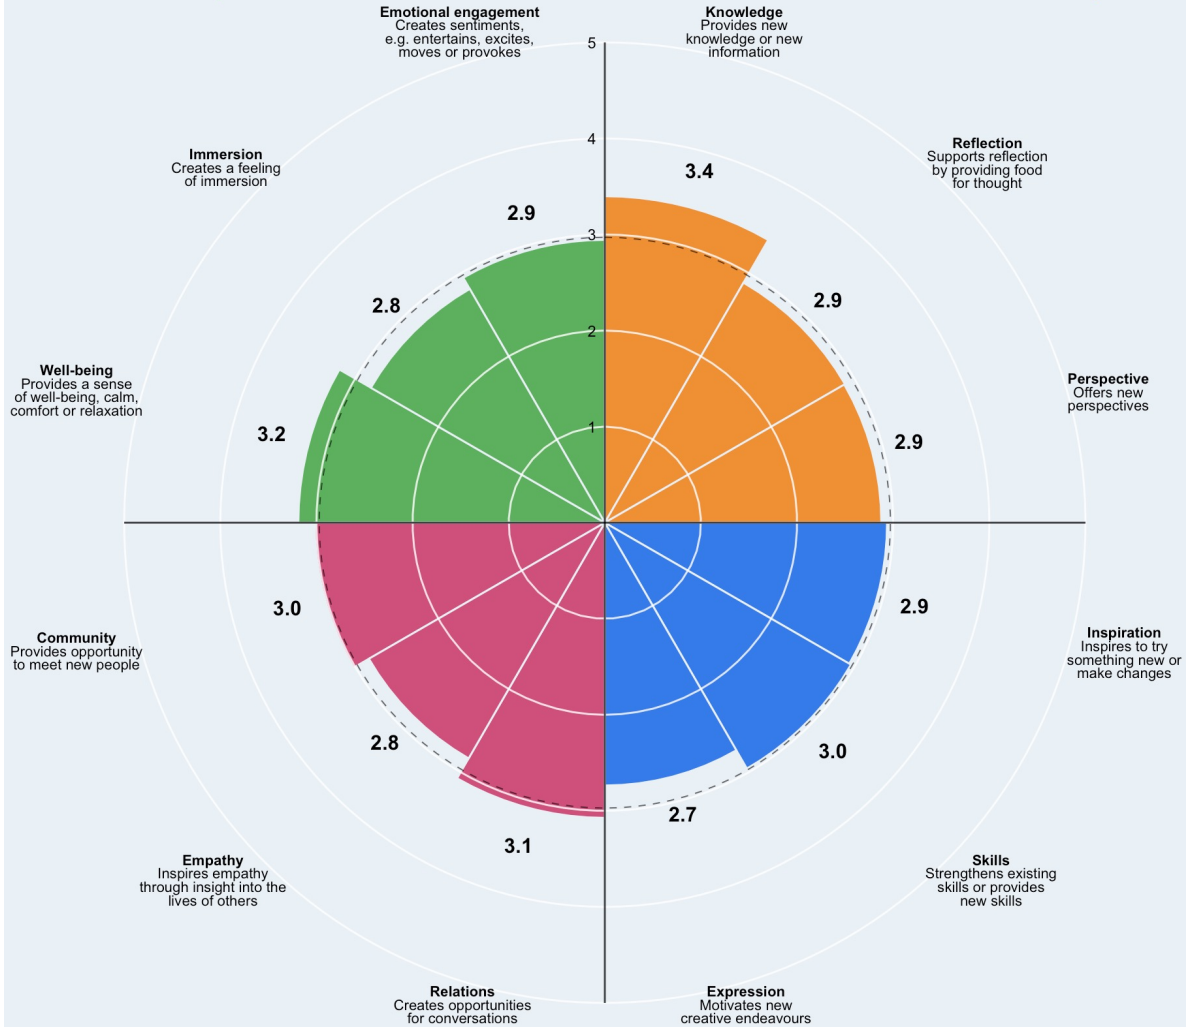 Emotional engagement
Creates sentiments,
e.g. entertains, excites,
moves or provokes
Knowledge
Provides new
knowledge or new
information
5
4
3
2
1
Immersion
Creates a feeling
of immersion
Reflection
Supports reflection
by providing food
for thought
3.4
2.9
2.8
2.9
Well-being
Provides a sense
of well-being, calm,
comfort or relaxation
3.2
2.9
Perspective
Offers new
perspectives
3.0
2.9
Community
Provides opportunity
to meet new people
Inspiration
Inspires to try
something new or
make changes
2.8
3.0
3.1
2.7
Empathy
Inspires empathy
through insight into the
lives of others
Skills
Strengthens existing
skills or provides
new skills
Relations
Creates opportunities
for conversations
Expression
Motivates new
creative endeavours